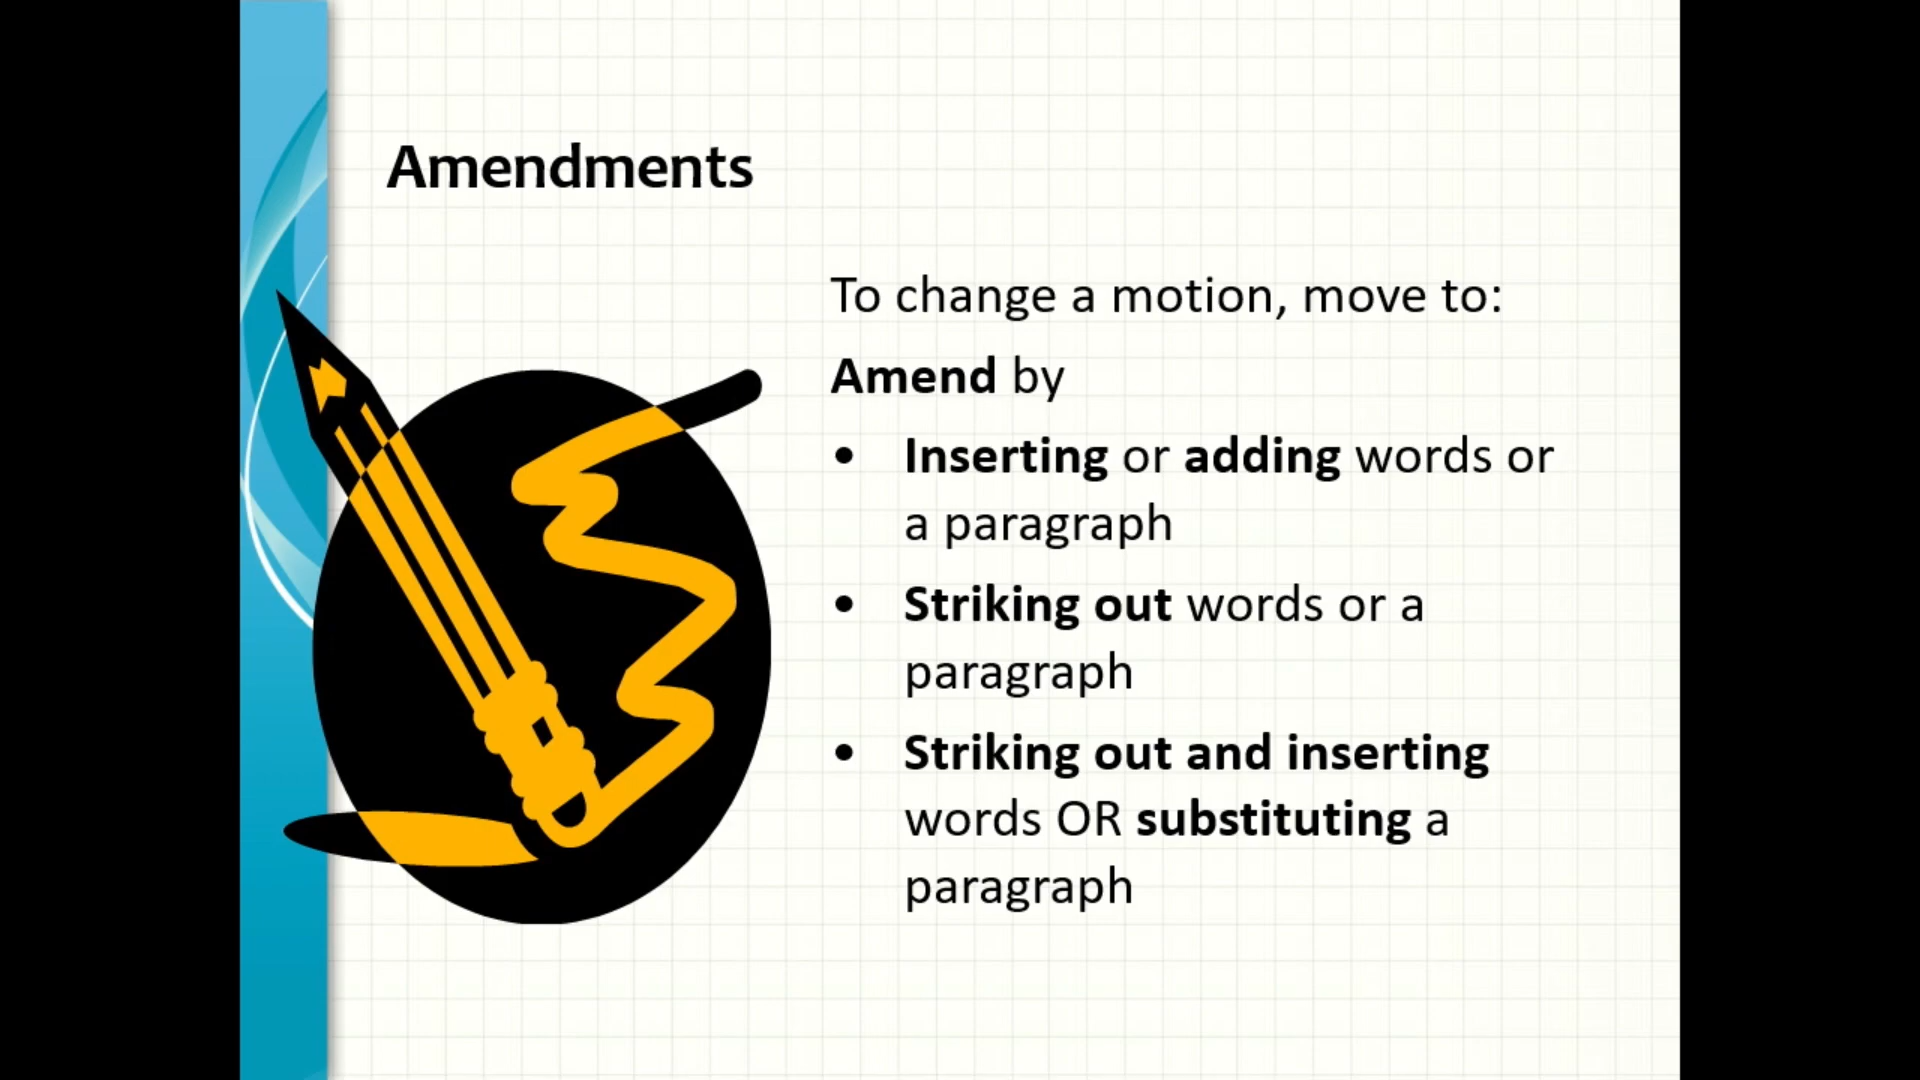 Amendments
To change a motion, move to:
Amend by
• Inserting or adding words or
a paragraph
• Striking out words or a
paragraph
• Striking out and inserting
words OR substituting a
paragraph